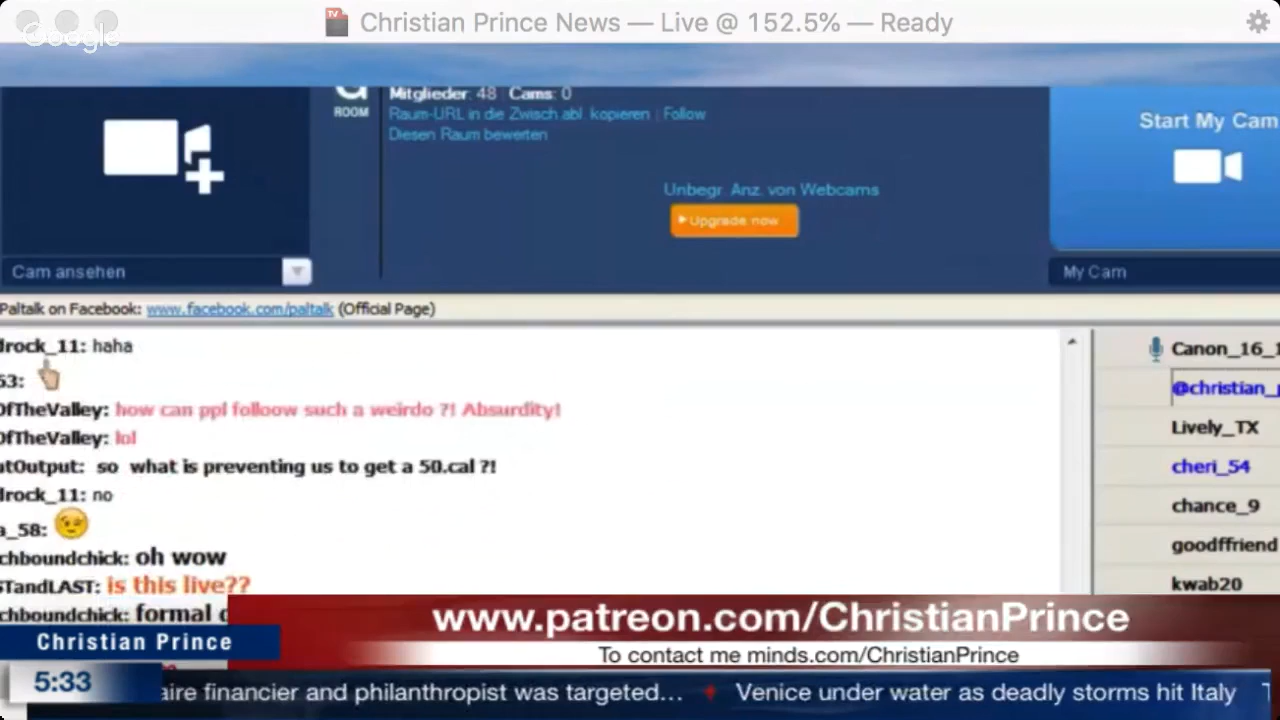 Christian Prince News — Live @ 152.5% — Ready
Google
Mitglieder: 48 Cams: 0
ROOM
Raum-URL in die Zwisch.abl. kopieren | Follow
Diesen Raum bewerten
Start My Cam
Unbegr. Anz. von Webcams
Upgrade now
Cam ansehen
My Cam
Paltalk on Facebook: www.facebook.com/paltalk (Official Page)
drock_11: haha
53:
OfTheValley: how can ppl folloow such a weirdo ?! Absurdity!
OfTheValley: lol
utOutput: so what is preventing us to get a 50.cal ?!
drock_11: no
a_58:
chboundchick: oh wow
STandLAST: is this live??
chboundchick: formal
Canon_16_1
@christian_p
Lively_TX
cheri_54
chance_9
goodffriend
kwab20
www.patreon.com/ChristianPrince
Christian Prince
To contact me minds.com/ChristianPrince
5:33
aire financier and philanthropist was targeted... Venice under water as deadly storms hit Italy